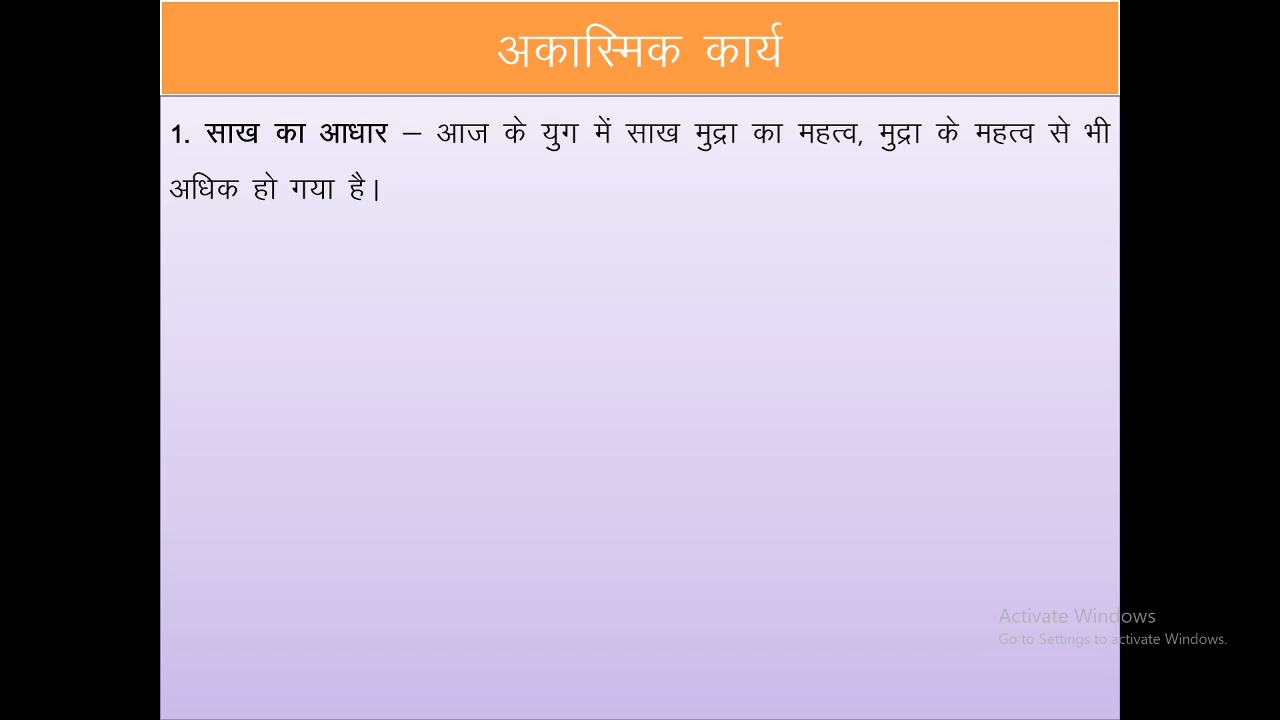 अकास्मिक कार्य
1. साख का आधार – आज के युग में साख मुद्रा का महत्व, मुद्रा के महत्व से भी
अधिक हो गया है।
Activate Windows
Go to Settings to activate Windows.